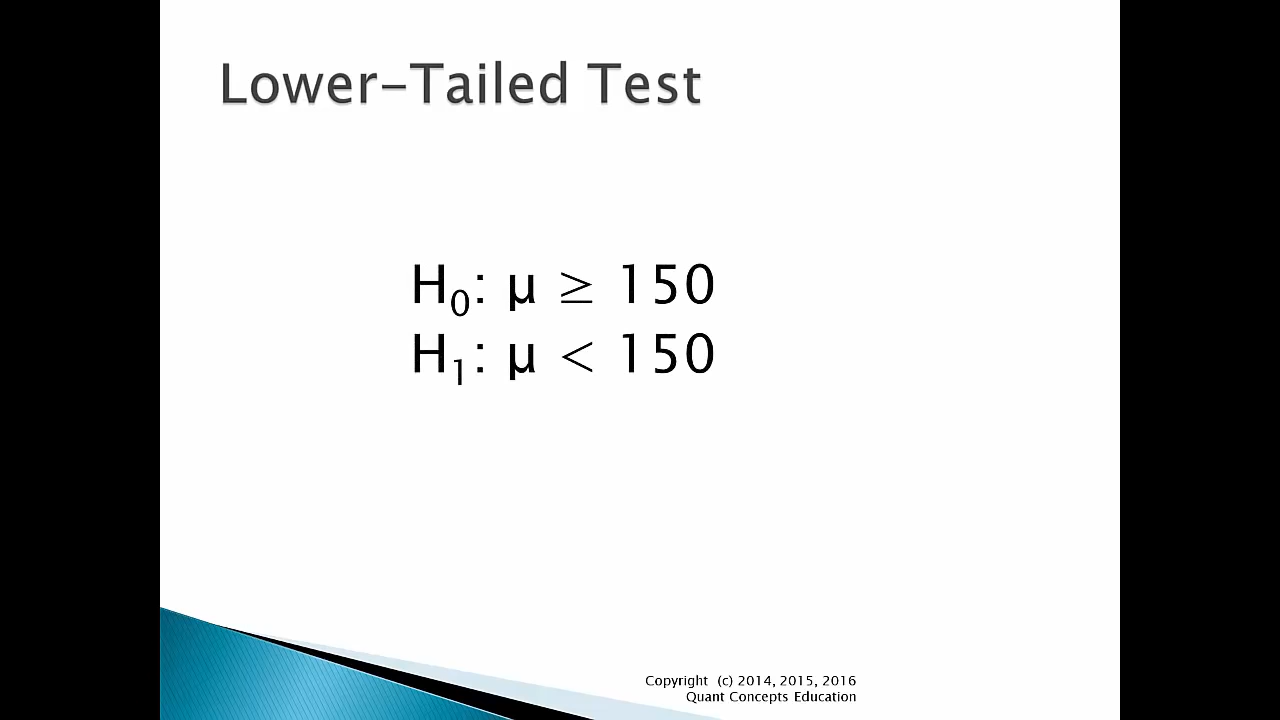 Lower-Tailed Test
H₀: µ ≥ 150
H₁: µ < 150
Copyright (c) 2014, 2015, 2016
Quant Concepts Education